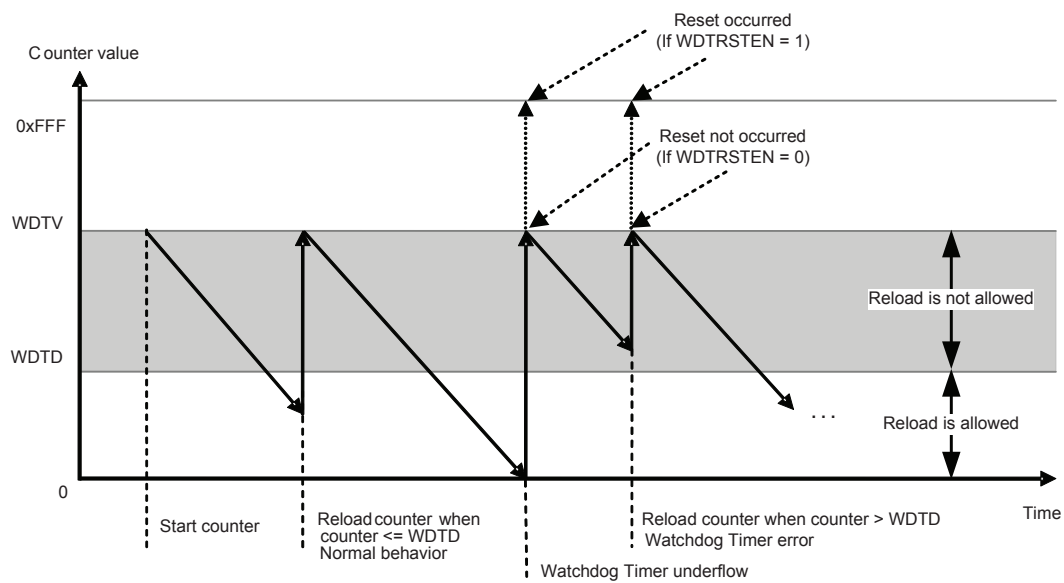 Reset occurred
(If WDTRSTEN = 1)
Counter value
0xFFF
Reset not occurred
(If WDTRSTEN = 0)
WDTV
Reload is not allowed
WDTD
...
Reload is allowed
0
Time
Start counter
Reload counter when
counter <= WDTD
Normal behavior
Reload counter when counter > WDTD
Watchdog Timer error
Watchdog Timer underflow